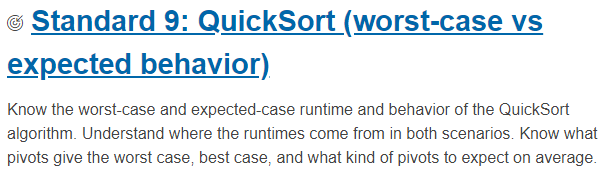 Standard 9: QuickSort (worst-case vs
expected behavior)
Know the worst-case and expected-case runtime and behavior of the QuickSort
algorithm. Understand where the runtimes come from in both scenarios. Know what
pivots give the worst case, best case, and what kind of pivots to expect on average.